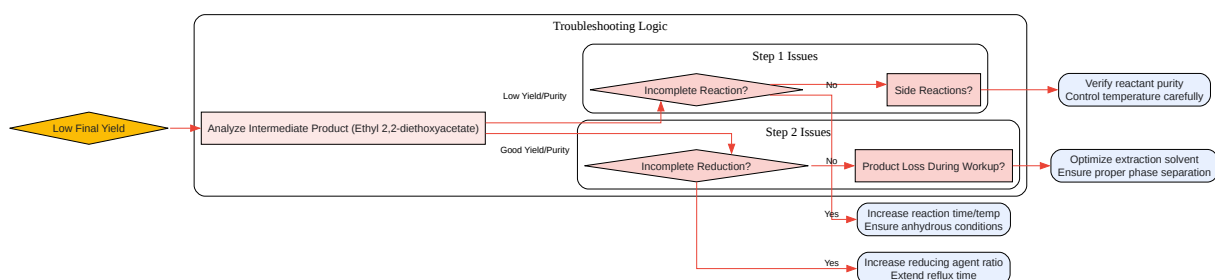 Troubleshooting Logic
Step 1 Issues
Incomplete Reaction?
No
Side Reactions?
Verify reactant purity
Control temperature carefully
Low Yield/Purity
Low Final Yield
Analyze Intermediate Product (Ethyl 2,2-diethoxyacetate)
Good Yield/Purity
Step 2 Issues
Incomplete Reduction?
No
Product Loss During Workup?
Optimize extraction solvent
Ensure proper phase separation
Yes
Increase reaction time/temp
Ensure anhydrous conditions
Yes
Increase reducing agent ratio
Extend reflux time